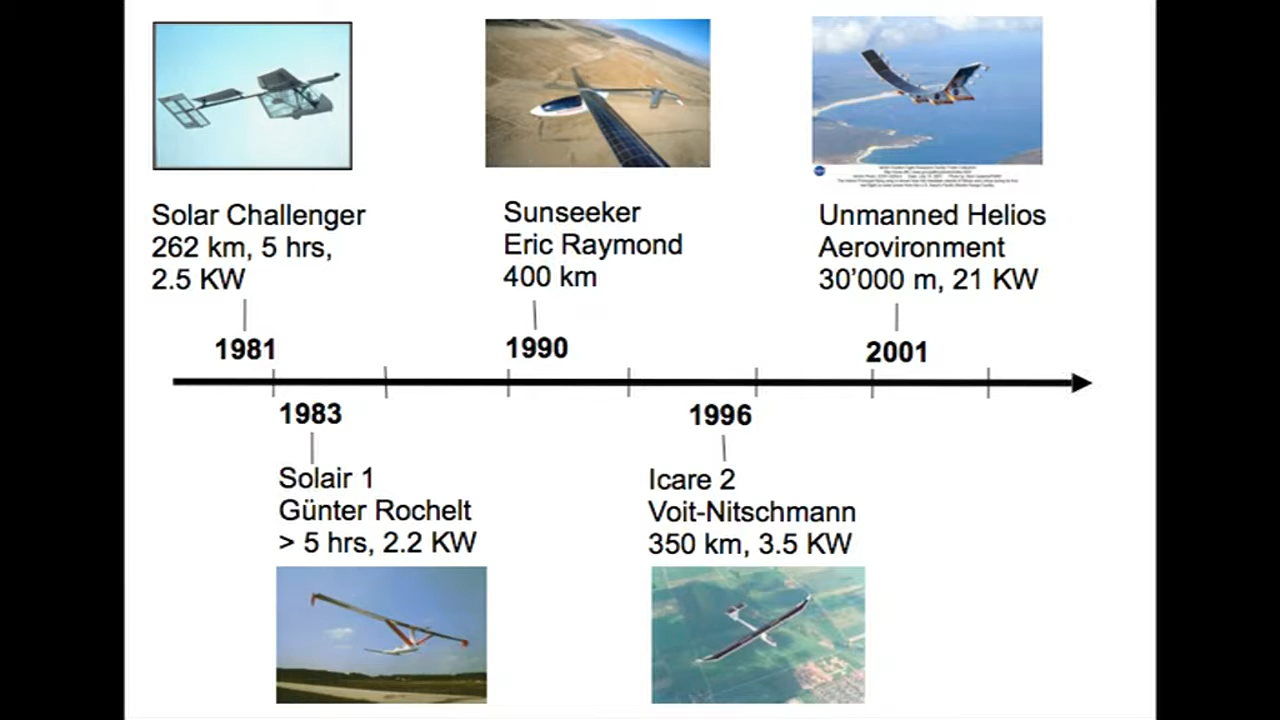 Solar Challenger
262 km, 5 hrs,
2.5 KW
Sunseeker
Eric Raymond
400 km
Unmanned Helios
Aerovironment
30’000 m, 21 KW
1981
1990
2001
1983
1996
Solair 1
Günter Rochelt
> 5 hrs, 2.2 KW
Icare 2
Voit-Nitschmann
350 km, 3.5 KW